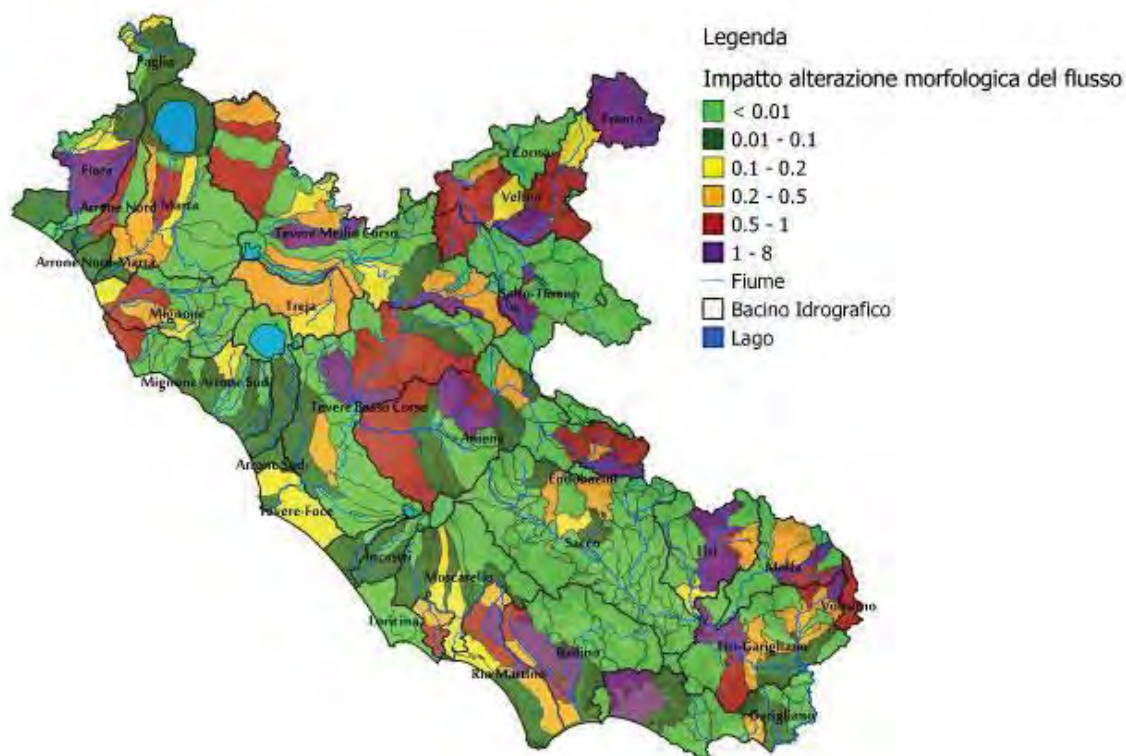 Legenda
Impatto alterazione morfologica del flusso
< 0.01
0.01 - 0.1
0.1 - 0.2
0.2 - 0.5
0.5 - 1
1 - 8
Fiume
Bacino Idrografico
Lago
Paglia
Tronto
Corno
Fiora
Velino
Arrone Nord
Marta
Tevere Medio Corso
Arrone Nord-Marta
Salto-Turano
Treja
Mignone
Mignone Arrone Sud
Tevere Basso Corso
Aniene
Arrone Sud
Tevere-Foce
Sacco
Liri
Melfa
Incastri
Moscarello
Volturno
Loricina
Liri-Garigliano
Badino
Rio Martino
Garigliano